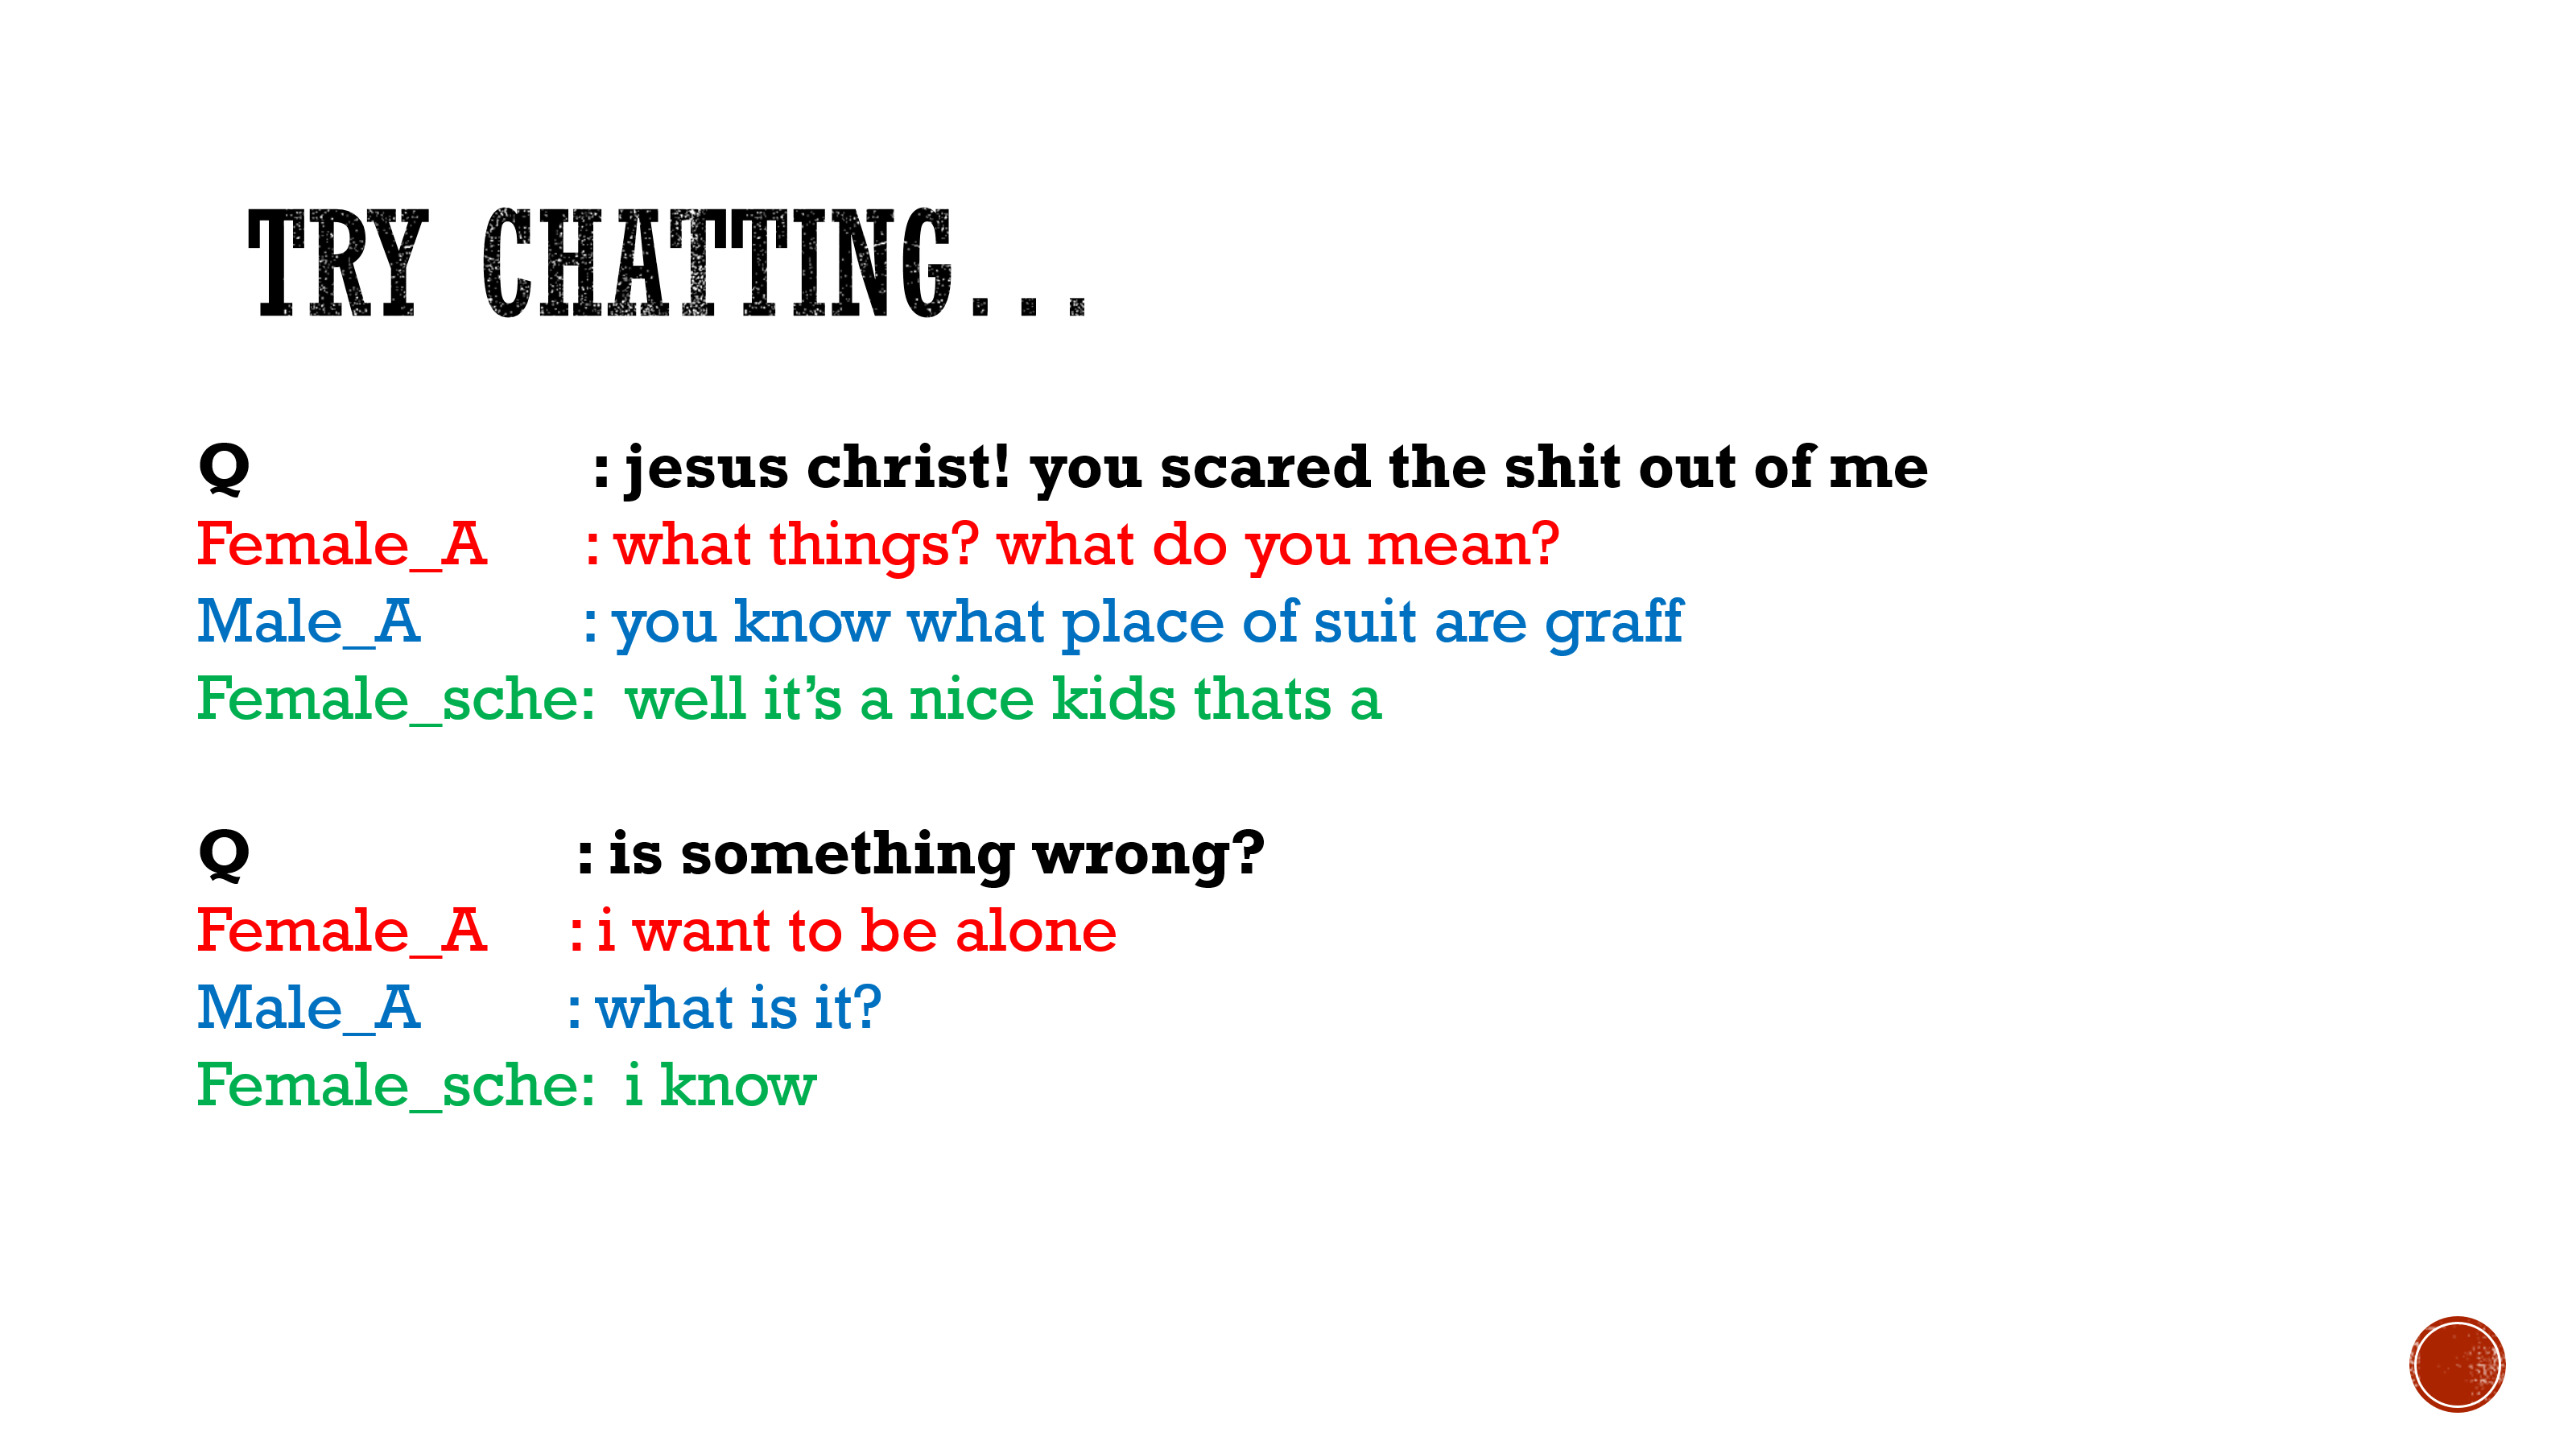 TRY CHATTING...
Q : jesus christ! you scared the shit out of me
Female_A : what things? what do you mean?
Male_A : you know what place of suit are graff
Female_sche: well it’s a nice kids thats a
Q : is something wrong?
Female_A : i want to be alone
Male_A : what is it?
Female_sche: i know